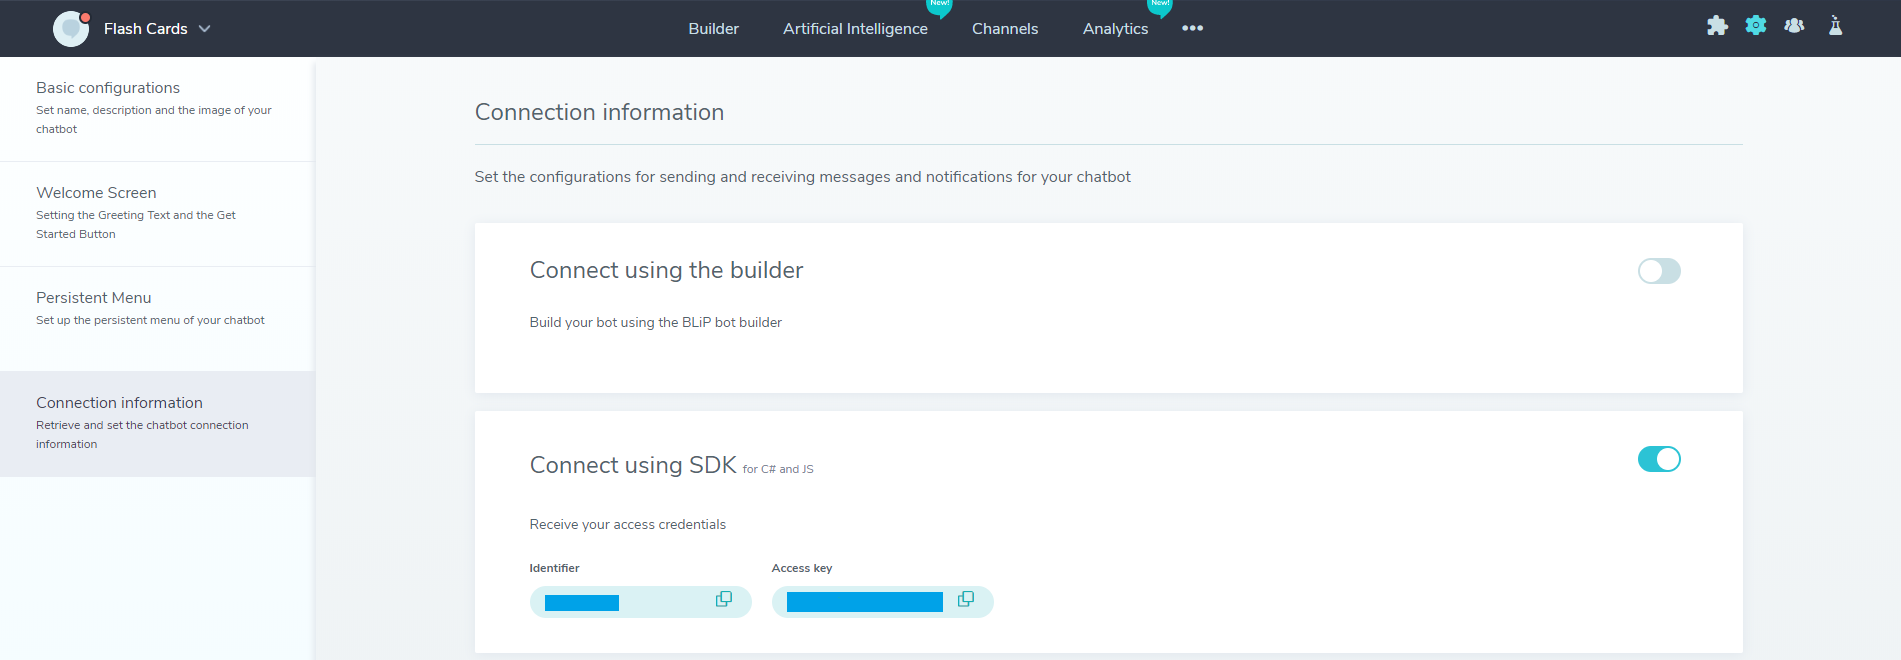 Flash Cards
Builder
Artificial Intelligence
New!
Channels
Analytics
New!
Basic configurations
Set name, description and the image of your
chatbot
Welcome Screen
Setting the Greeting Text and the Get
Started Button
Persistent Menu
Set up the persistent menu of your chatbot
Connection information
Retrieve and set the chatbot connection
information
Connection information
Set the configurations for sending and receiving messages and notifications for your chatbot
Connect using the builder
Build your bot using the BLiP bot builder
Connect using SDK for C# and JS
Receive your access credentials
Identifier
Access key